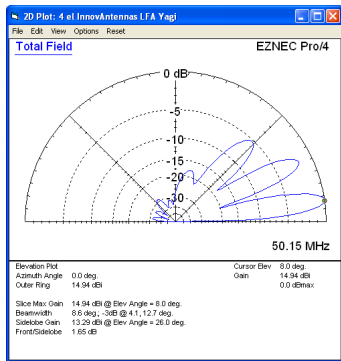 2D Plot: 4 el InnovAntennas LFA Yagi
File Edit View Options Reset
Total Field
EZNEC Pro/4
0 dB
-5
-10
-15
-20
-30
50.15 MHz
Elevation Plot
Cursor Elev 8.0 deg.
Azimuth Angle 0.0 deg.
Gain 14.94 dBi
Outer Ring 14.94 dBi
0.0 dBmax
Slice Max Gain 14.94 dBi @ Elev Angle = 8.0 deg.
Beamwidth 8.6 deg.; -3dB @ 4.1, 12.7 deg.
Sidelobe Gain 13.29 dBi @ Elev Angle = 26.0 deg.
Front/Sidelobe 1.65 dB